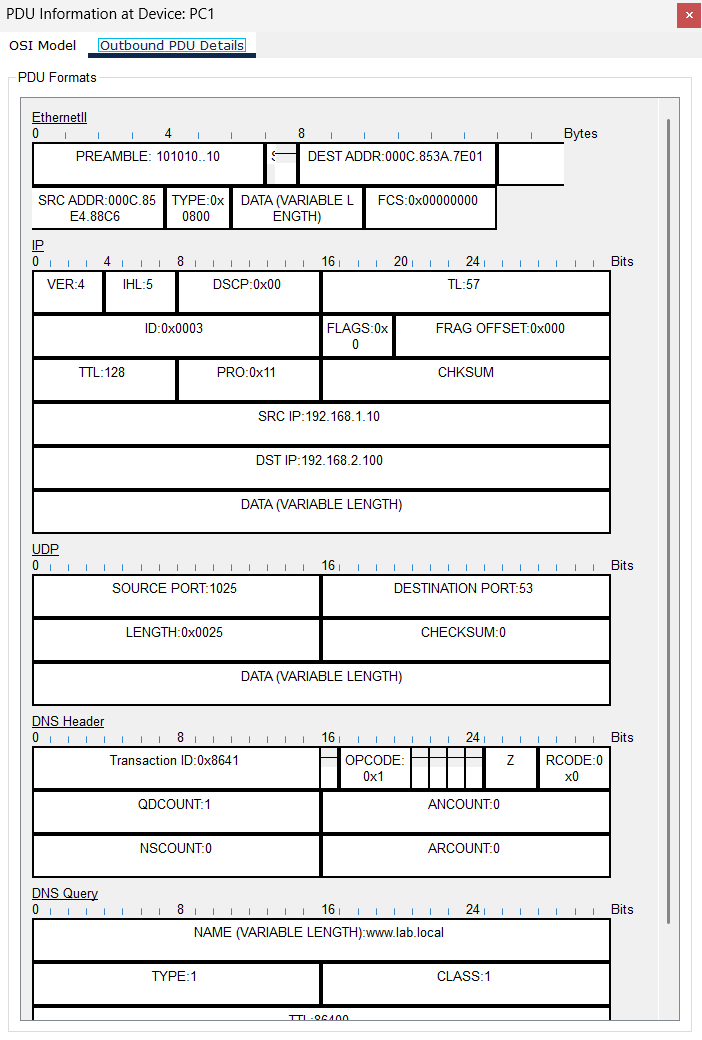 PDU Information at Device: PC1
OSI Model Outbound PDU Details
PDU Formats
EthernetII
0 4 8 Bytes
PREAMBLE: 101010..10 DEST ADDR:000C.853A.7E01
SRC ADDR:000C.85 TYPE:0x DATA (VARIABLE L FCS:0x00000000
E4.88C6 0800 ENGTH)
IP
0 4 8 16 20 24 Bits
VER:4 IHL:5 DSCP:0x00 TL:57
ID:0x0003 FLAGS:0x FRAG OFFSET:0x000
0
TTL:128 PRO:0x11 CHKSUM
SRC IP:192.168.1.10
DST IP:192.168.2.100
DATA (VARIABLE LENGTH)
UDP
0 16 Bits
SOURCE PORT:1025 DESTINATION PORT:53
LENGTH:0x0025 CHECKSUM:0
DATA (VARIABLE LENGTH)
DNS Header
0 8 16 24 Bits
Transaction ID:0x8641 OPCODE: Z RCODE:0
0x1 x0
QDCOUNT:1 ANCOUNT:0
NSCOUNT:0 ARCOUNT:0
DNS Query
0 8 16 24 Bits
NAME (VARIABLE LENGTH):www.lab.local
TYPE:1 CLASS:1
TTL:86400